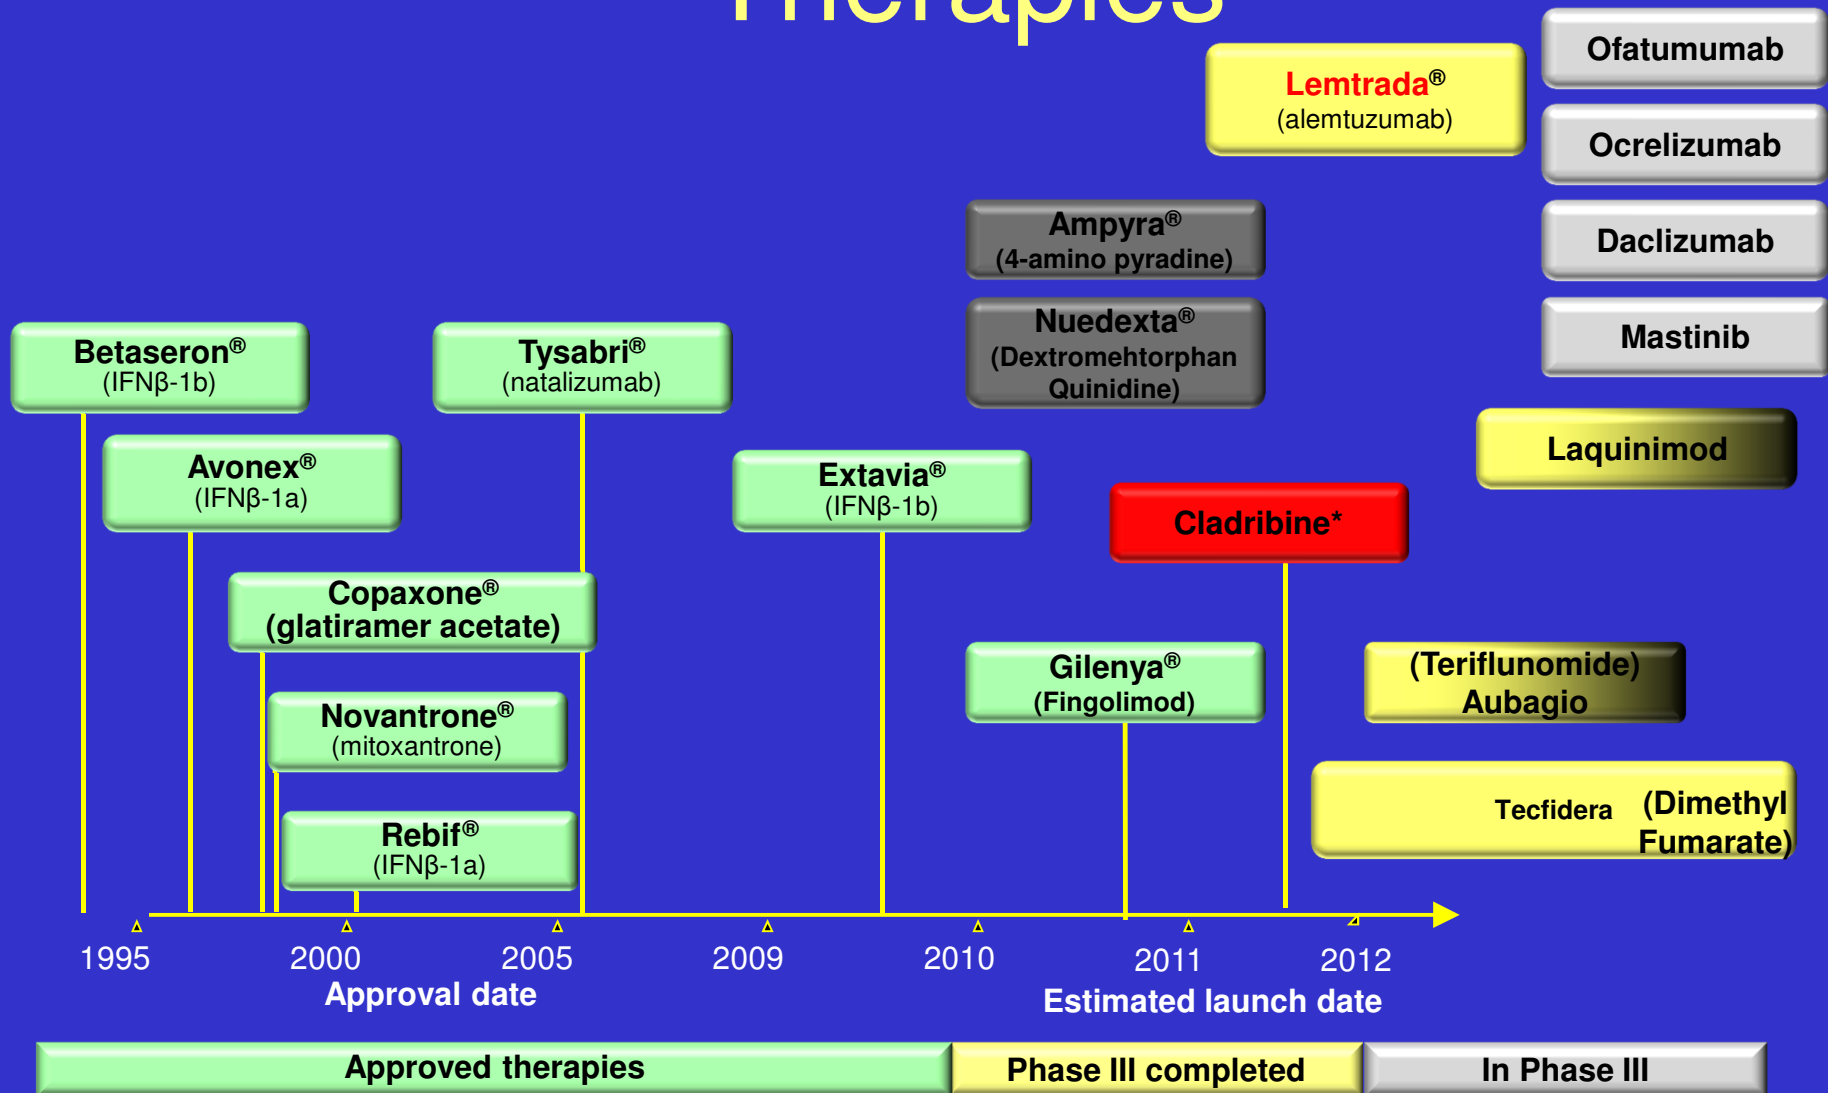 Therapies
Ofatumumab
Lemtrada®
(alemtuzumab)
Ocrelizumab
Ampyra®
(4-amino pyradine)
Daclizumab
Nuedexta®
(Dextromehtorphan
Quinidine)
Mastinib
Betaseron®
(IFNβ-1b)
Tysabri®
(natalizumab)
Laquinimod
Avonex®
(IFNβ-1a)
Extavia®
(IFNβ-1b)
Cladribine*
Copaxone®
(glatiramer acetate)
Gilenya®
(Fingolimod)
(Teriflunomide)
Aubagio
Novantrone®
(mitoxantrone)
Tecfidera (Dimethyl
Fumarate)
Rebif®
(IFNβ-1a)
1995 2000 2005 2009 2010 2011 2012
Approval date Estimated launch date
Approved therapies Phase III completed In Phase III